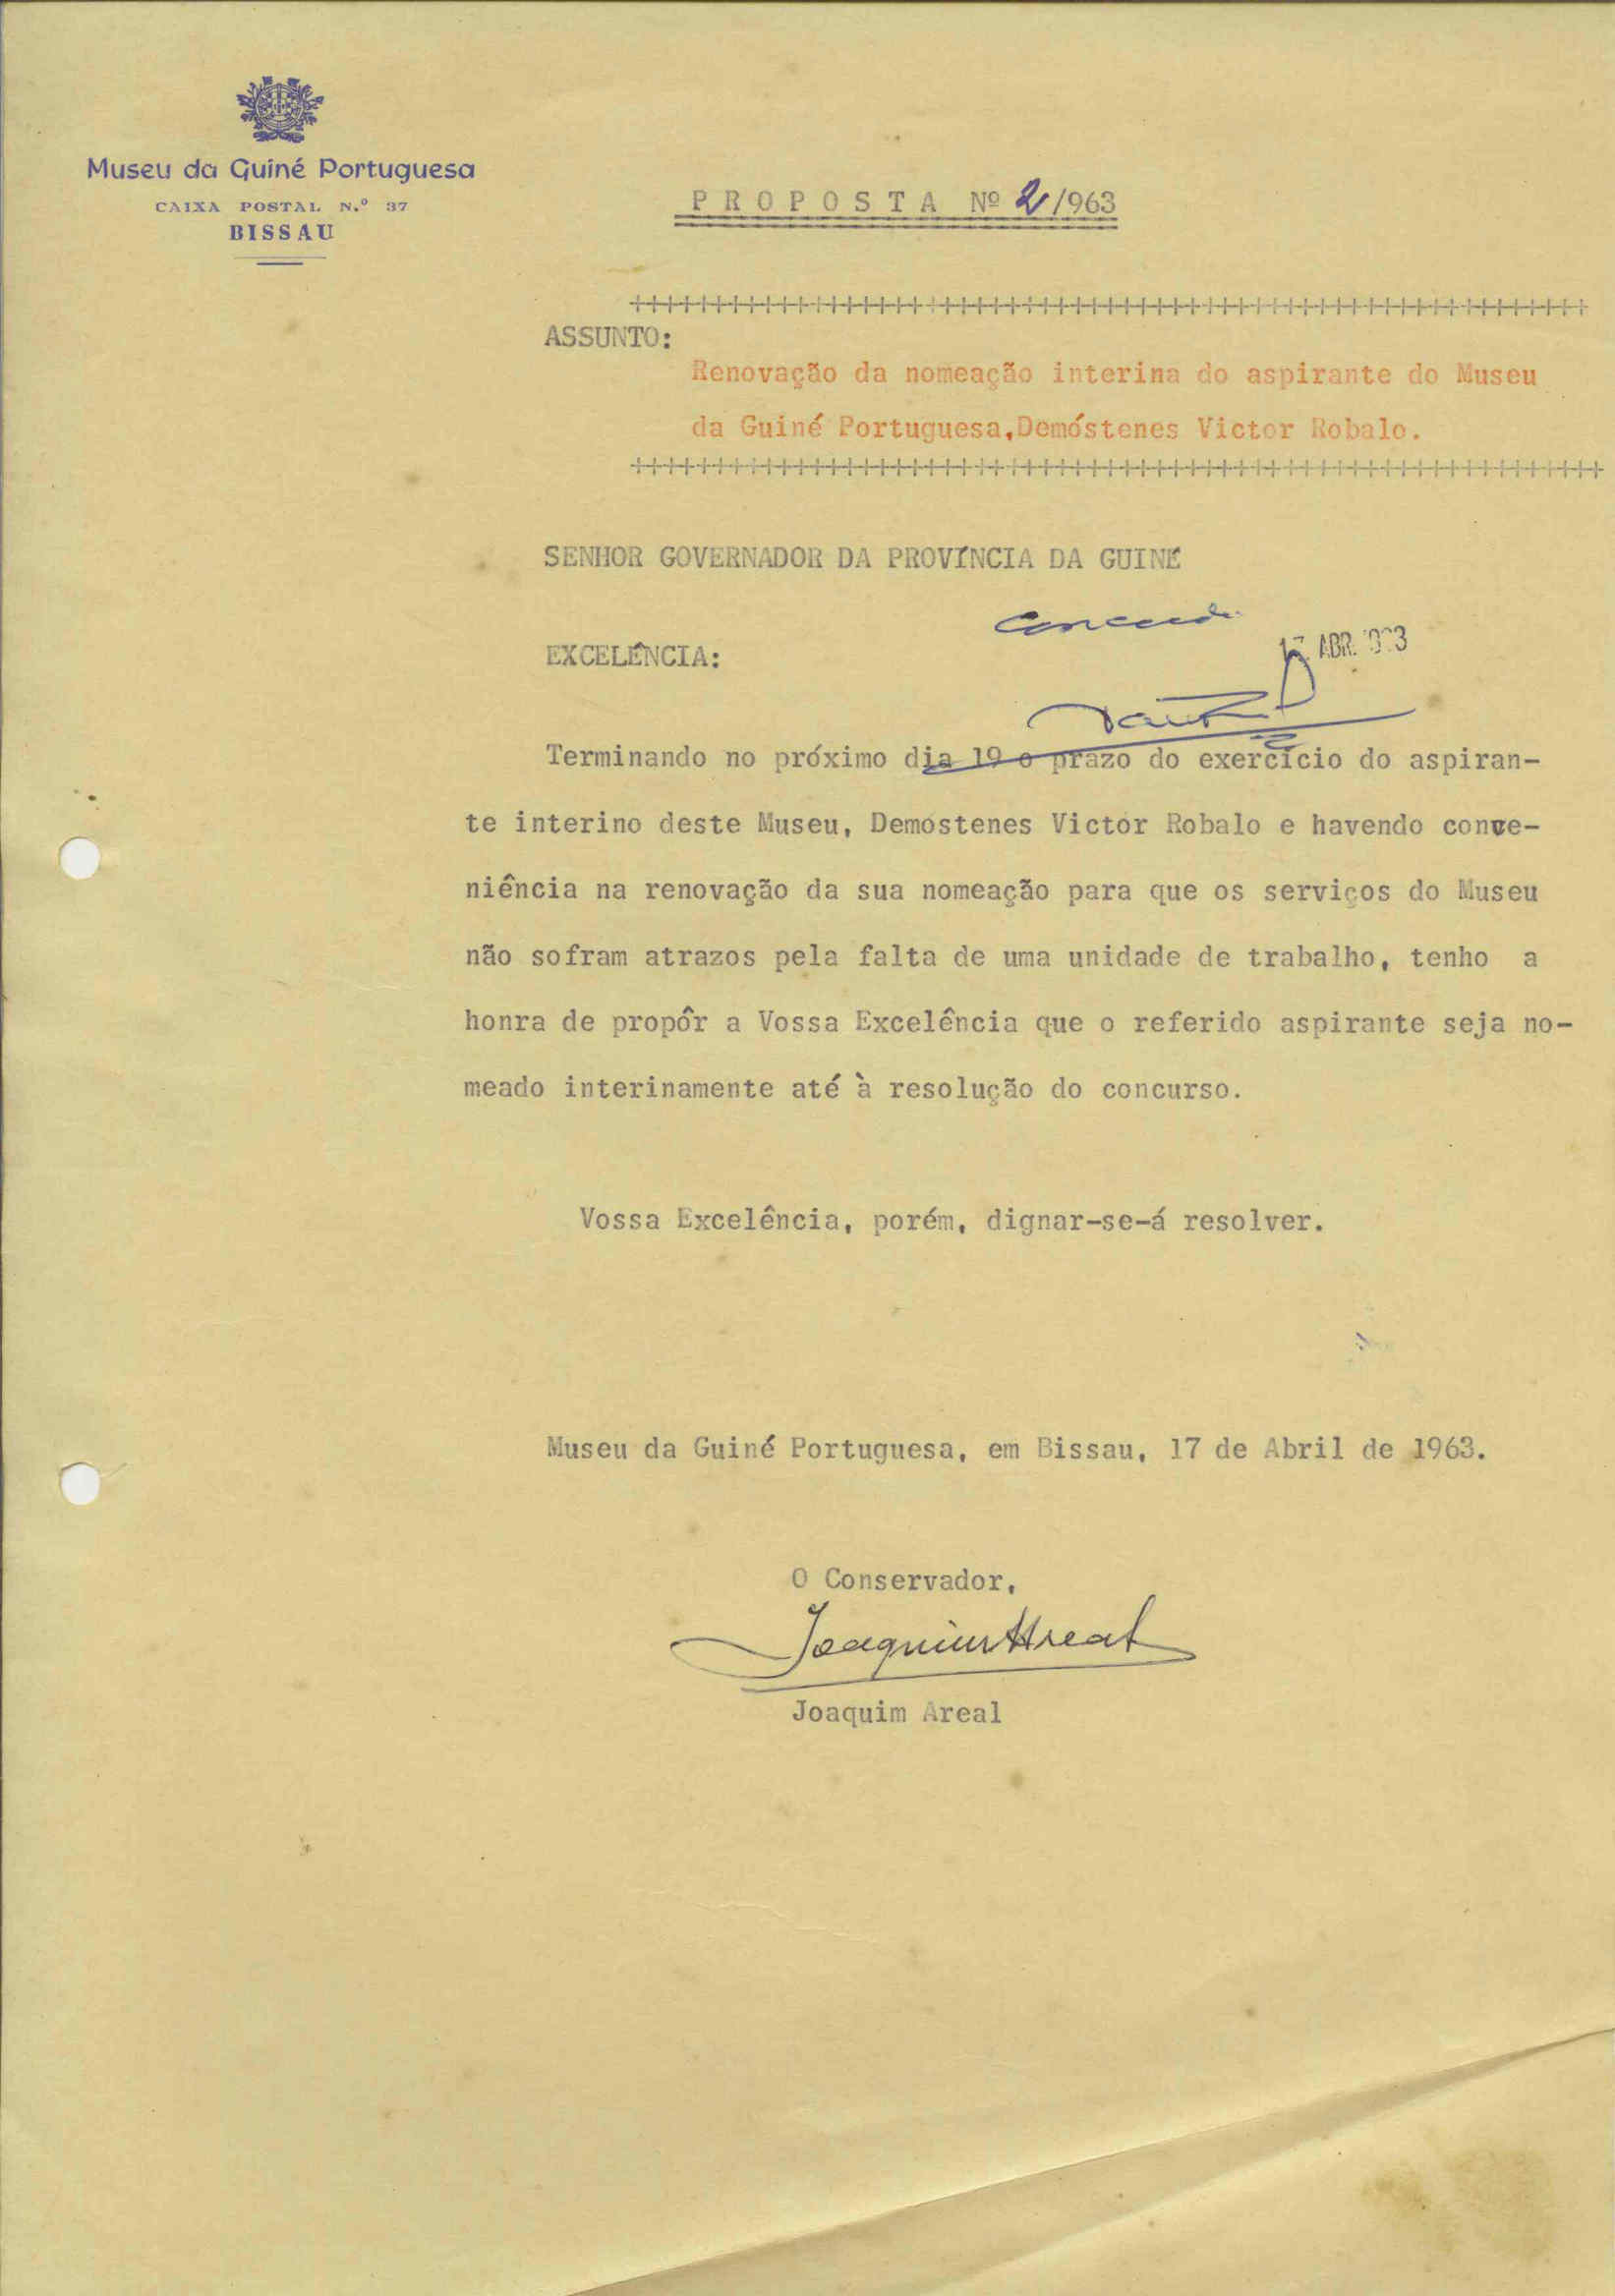 Museu da Guiné Portuguesa
CAIXA POSTAL N.º 37
BISSAU
PROPOSTA Nº 2/963
++++++++++++++++++++++++++++++++++++++++++++++++++++++++++
ASSUNTO:
Renovação da nomeação interina do aspirante do Museu
da Guiné Portuguesa,Demóstenes Victor Robalo.
++++++++++++++++++++++++++++++++++++++++++++++++++++++++++
SENHOR GOVERNADOR DA PROVÍNCIA DA GUINÉ
EXCELÊNCIA:
ABR.
Terminando no próximo dia 19 o prazo do exercício do aspiran-
te interino deste Museu, Demóstenes Victor Robalo e havendo conve-
niência na renovação da sua nomeação para que os serviços do Museu
não sofram atrazos pela falta de uma unidade de trabalho, tenho a
honra de propôr a Vossa Excelência que o referido aspirante seja no-
meado interinamente até à resolução do concurso.
Vossa Excelência, porém, dignar-se-á resolver.
Museu da Guiné Portuguesa, em Bissau, 17 de Abril de 1963.
O Conservador,
Joaquim Areal
Joaquim Areal